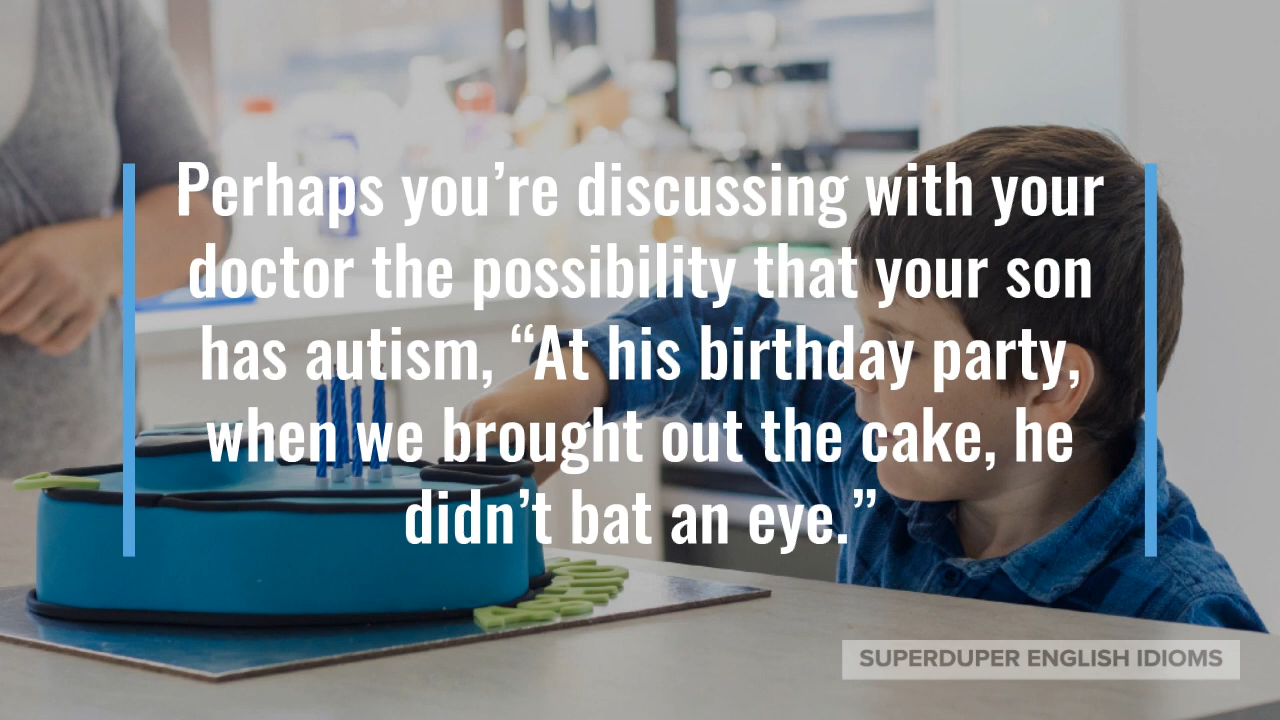 Perhaps you’re discussing with your
doctor the possibility that your son
has autism, “At his birthday party,
when we brought out the cake, he
didn’t bat an eye.”
SUPERDUPER ENGLISH IDIOMS